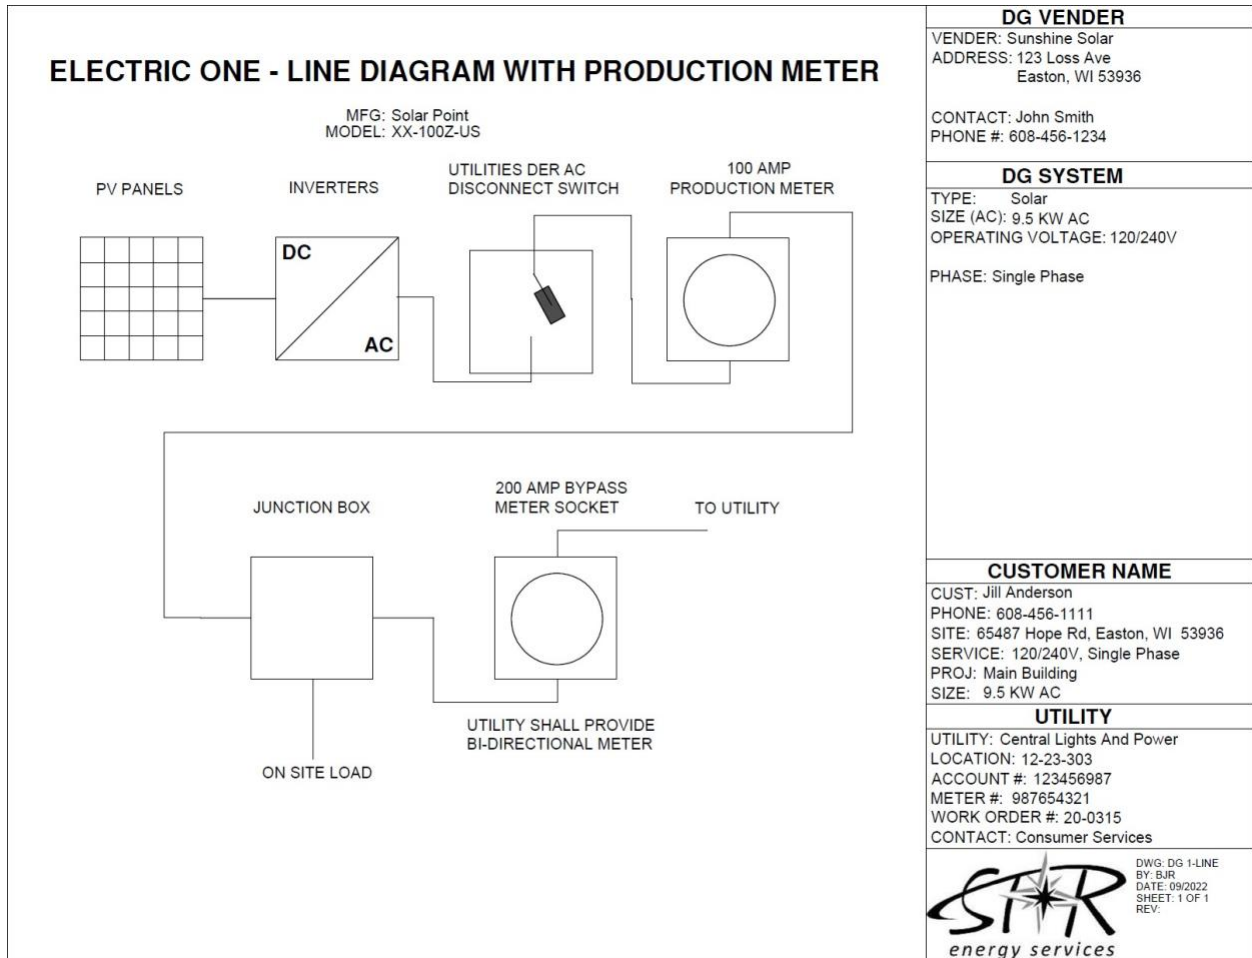 ELECTRIC ONE - LINE DIAGRAM WITH PRODUCTION METER
MFG: Solar Point
MODEL: XX-100Z-US
PV PANELS
INVERTERS
UTILITIES DER AC
DISCONNECT SWITCH
100 AMP
PRODUCTION METER
DC
AC
JUNCTION BOX
200 AMP BYPASS
METER SOCKET
TO UTILITY
UTILITY SHALL PROVIDE
BI-DIRECTIONAL METER
ON SITE LOAD
DG VENDER
VENDER: Sunshine Solar
ADDRESS: 123 Loss Ave
Easton, WI 53936
CONTACT: John Smith
PHONE #: 608-456-1234
DG SYSTEM
TYPE: Solar
SIZE (AC): 9.5 KW AC
OPERATING VOLTAGE: 120/240V
PHASE: Single Phase
CUSTOMER NAME
CUST: Jill Anderson
PHONE: 608-456-1111
SITE: 65487 Hope Rd, Easton, WI 53936
SERVICE: 120/240V, Single Phase
PROJ: Main Building
SIZE: 9.5 KW AC
UTILITY
UTILITY: Central Lights And Power
LOCATION: 12-23-303
ACCOUNT #: 123456987
METER #: 987654321
WORK ORDER #: 20-0315
CONTACT: Consumer Services
STAR
energy services
DWG: DG 1-LINE
BY: BJR
DATE: 09/2022
SHEET: 1 OF 1
REV: